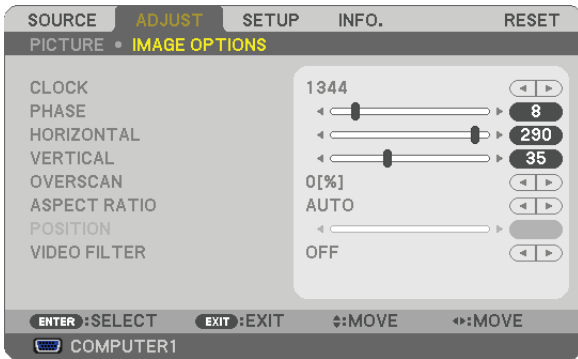 SOURCE ADJUST SETUP INFO. RESET
PICTURE • IMAGE OPTIONS
CLOCK 1344
PHASE 8
HORIZONTAL 290
VERTICAL 35
OVERSCAN 0[%]
ASPECT RATIO AUTO
POSITION
VIDEO FILTER OFF
ENTER :SELECT EXIT :EXIT :MOVE :MOVE
COMPUTER1